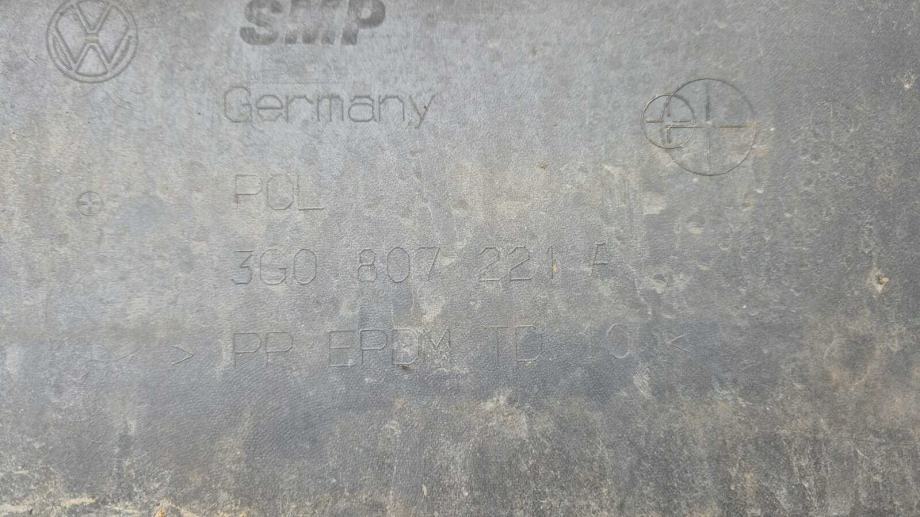 SMP
Germany
PCL
3G0 807 221 A
> PP EPDM TD 10 <